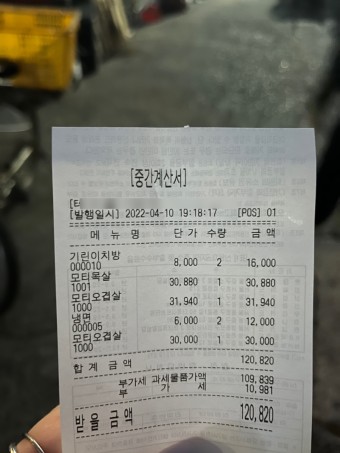 [중간계산서]
[터
[발행일시] 2022-04-10 19:18:17 [POS] 01
메 뉴 명 단 가 수량 금 액
기린이치방
000010 8,000 2 16,000
모티목살
1001 30,880 1 30,880
모티오겹살
1000 31,940 1 31,940
냉면
000005 6,000 2 12,000
모티오겹살
1000 30,000 1 30,000
합 계 금 액 120,820
부가세 과세물품가액 109,839
부 가 세 10,981
받을금액 120,820